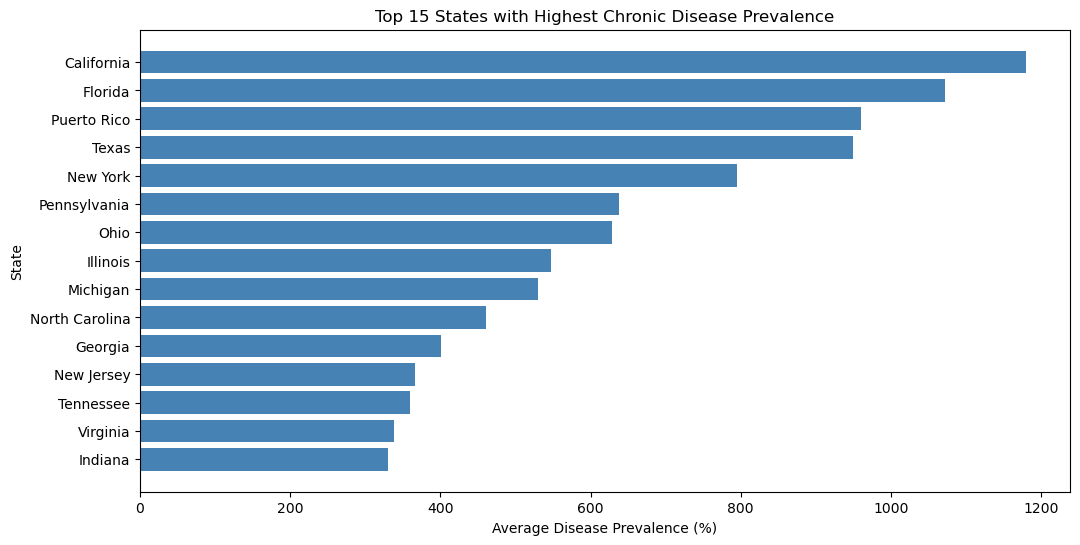 Top 15 States with Highest Chronic Disease Prevalence
State
California
Florida
Puerto Rico
Texas
New York
Pennsylvania
Ohio
Illinois
Michigan
North Carolina
Georgia
New Jersey
Tennessee
Virginia
Indiana
0 200 400 600 800 1000 1200
Average Disease Prevalence (%)